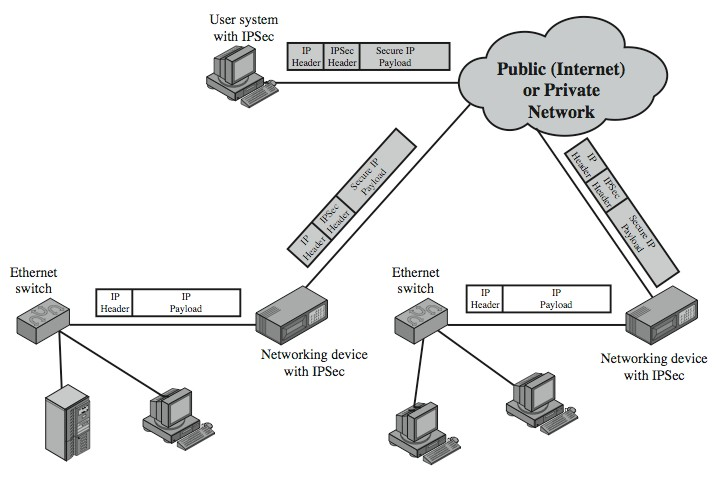 User system
with IPSec
IP
Header
IPSec
Header
Secure IP
Payload
Public (Internet)
or Private
Network
IP
Header
IPSec
Header
Secure IP
Payload
IP
Header
IPSec
Header
Secure IP
Payload
Ethernet
switch
IP
Header
IP
Payload
Networking device
with IPSec
Ethernet
switch
IP
Header
IP
Payload
Networking device
with IPSec